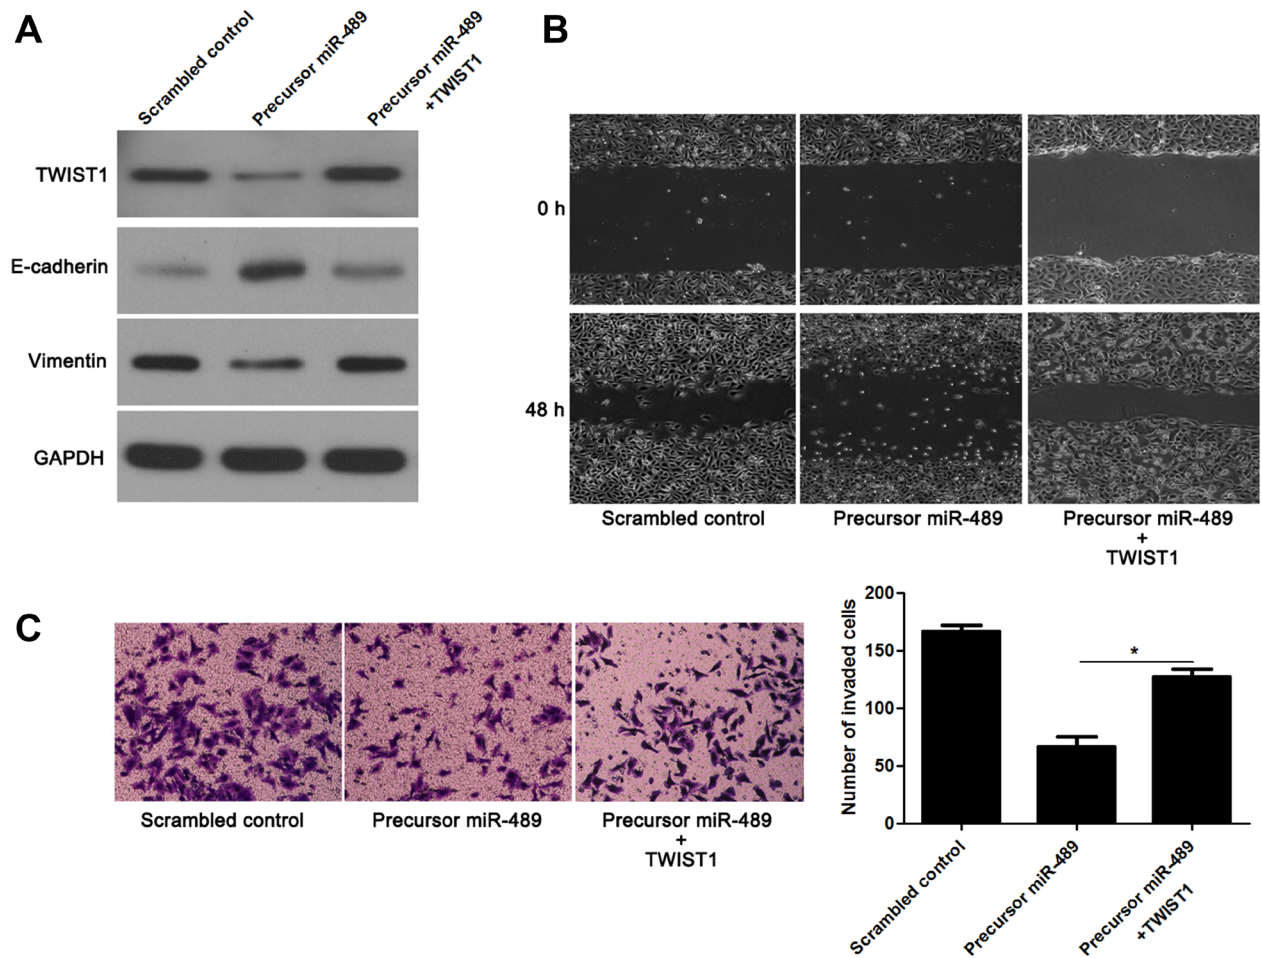 A
Scrambled control
Precursor miR-489
Precursor miR-489
+TWIST1
TWIST1
E-cadherin
Vimentin
GAPDH
B
0 h
48 h
Scrambled control
Precursor miR-489
Precursor miR-489
+
TWIST1
C
Scrambled control
Precursor miR-489
Precursor miR-489
+
TWIST1
Number of invaded cells
200
150
100
50
0
*
Scrambled control
Precursor miR-489
Precursor miR-489
+TWIST1